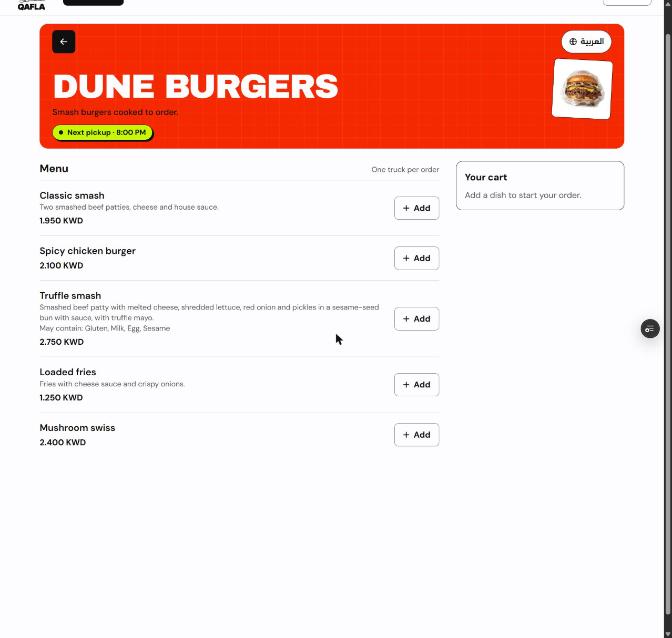 QAFLA
العربية
DUNE BURGERS
Smash burgers cooked to order.
Next pickup · 8:00 PM
Menu
One truck per order
Classic smash
Two smashed beef patties, cheese and house sauce.
1.950 KWD
+ Add
Spicy chicken burger
2.100 KWD
+ Add
Truffle smash
Smashed beef patty with melted cheese, shredded lettuce, red onion and pickles in a sesame-seed
bun with sauce, with truffle mayo.
May contain: Gluten, Milk, Egg, Sesame
2.750 KWD
+ Add
Loaded fries
Fries with cheese sauce and crispy onions.
1.250 KWD
+ Add
Mushroom swiss
2.400 KWD
+ Add
Your cart
Add a dish to start your order.